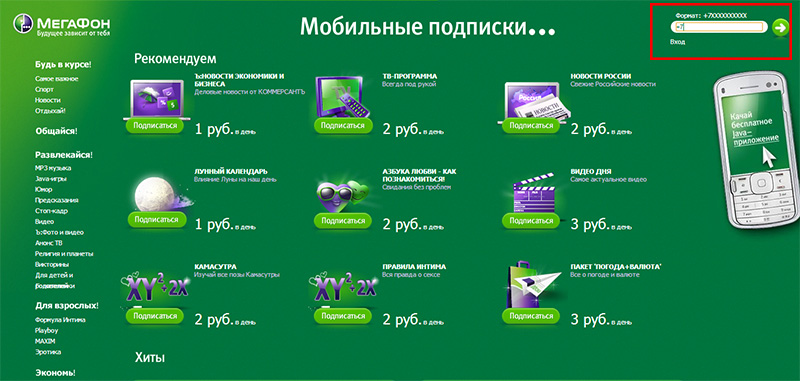 МЕГАФОН
Будущее зависит от тебя
Мобильные подписки...
Формат: +7XXXXXXXXXX
+7
Вход
Будь в курсе!
Самое важное
Спорт
Новости
Отдыхай!
Общайся!
Развлекайся!
MP3 музыка
Java-игры
Юмор
Предсказания
Стоп-кадр
Видео
Ъ:Фото и видео
Анонс ТВ
Религия и планеты
Викторины
Для детей и
родителей
Для взрослых!
Формула Интима
Playboy
MAXIM
Эротика
Экономь!
Рекомендуем
Ъ:НОВОСТИ ЭКОНОМИКИ И
БИЗНЕСА
Деловые новости от КОММЕРСАНТЪ
Подписаться
1 руб. в день
ТВ-ПРОГРАММА
Всегда под рукой
Подписаться
2 руб. в день
НОВОСТИ РОССИИ
Свежие Российские новости
Россия
НОВОСТИ
Подписаться
2 руб. в день
ЛУННЫЙ КАЛЕНДАРЬ
Влияние Луны на наш день
Подписаться
1 руб. в день
АЗБУКА ЛЮБВИ - КАК
ПОЗНАКОМИТЬСЯ!
Свидания без проблем
Подписаться
2 руб. в день
ВИДЕО ДНЯ
Самое актуальное видео
Подписаться
3 руб. в день
КАМАСУТРА
Изучай все позы Камасутры
XY²+2X
Подписаться
2 руб. в день
ПРАВИЛА ИНТИМА
Вся правда о сексе
XY²+2X
Подписаться
2 руб. в день
ПАКЕТ "ПОГОДА+ВАЛЮТА"
Все о погоде и валюте
Подписаться
3 руб. в день
Качай
бесплатное
Java-
приложение
Хиты